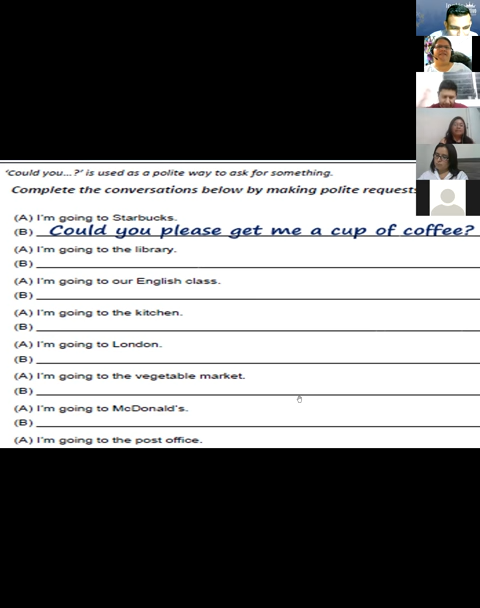 'Could you...?' is used as a polite way to ask for something.
Complete the conversations below by making polite requests
(A) I'm going to Starbucks.
(B) Could you please get me a cup of coffee?
(A) I'm going to the library.
(B)
(A) I'm going to our English class.
(B)
(A) I'm going to the kitchen.
(B)
(A) I'm going to London.
(B)
(A) I'm going to the vegetable market.
(B)
(A) I'm going to McDonald's.
(B)
(A) I'm going to the post office.